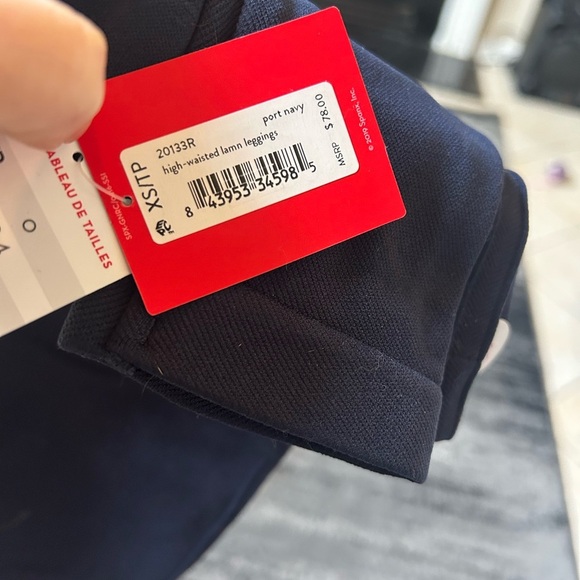 XS/TP
20133R
port navy
high-waisted lamn leggings
8 43953 34598 5
MSRP $78.00
©2019 Spanx, Inc.
TABLEAU DE TAILLES